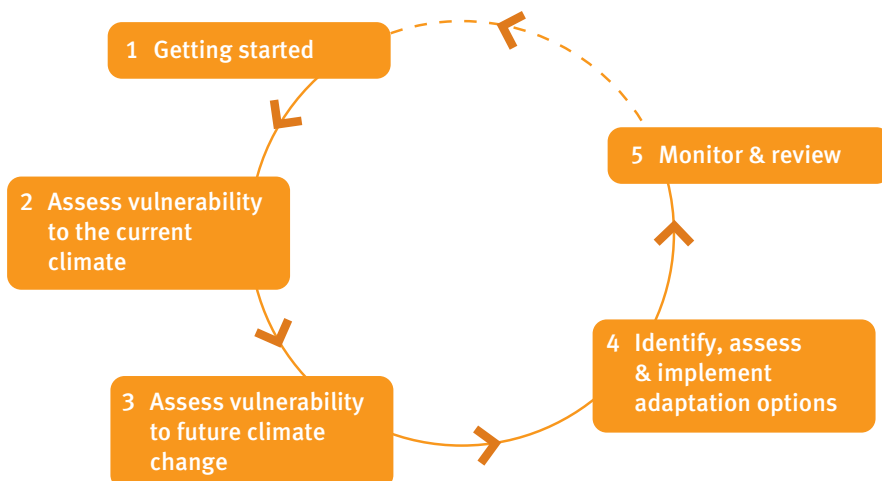 1 Getting started
2 Assess vulnerability
to the current
climate
3 Assess vulnerability
to future climate
change
4 Identify, assess
& implement
adaptation options
5 Monitor & review